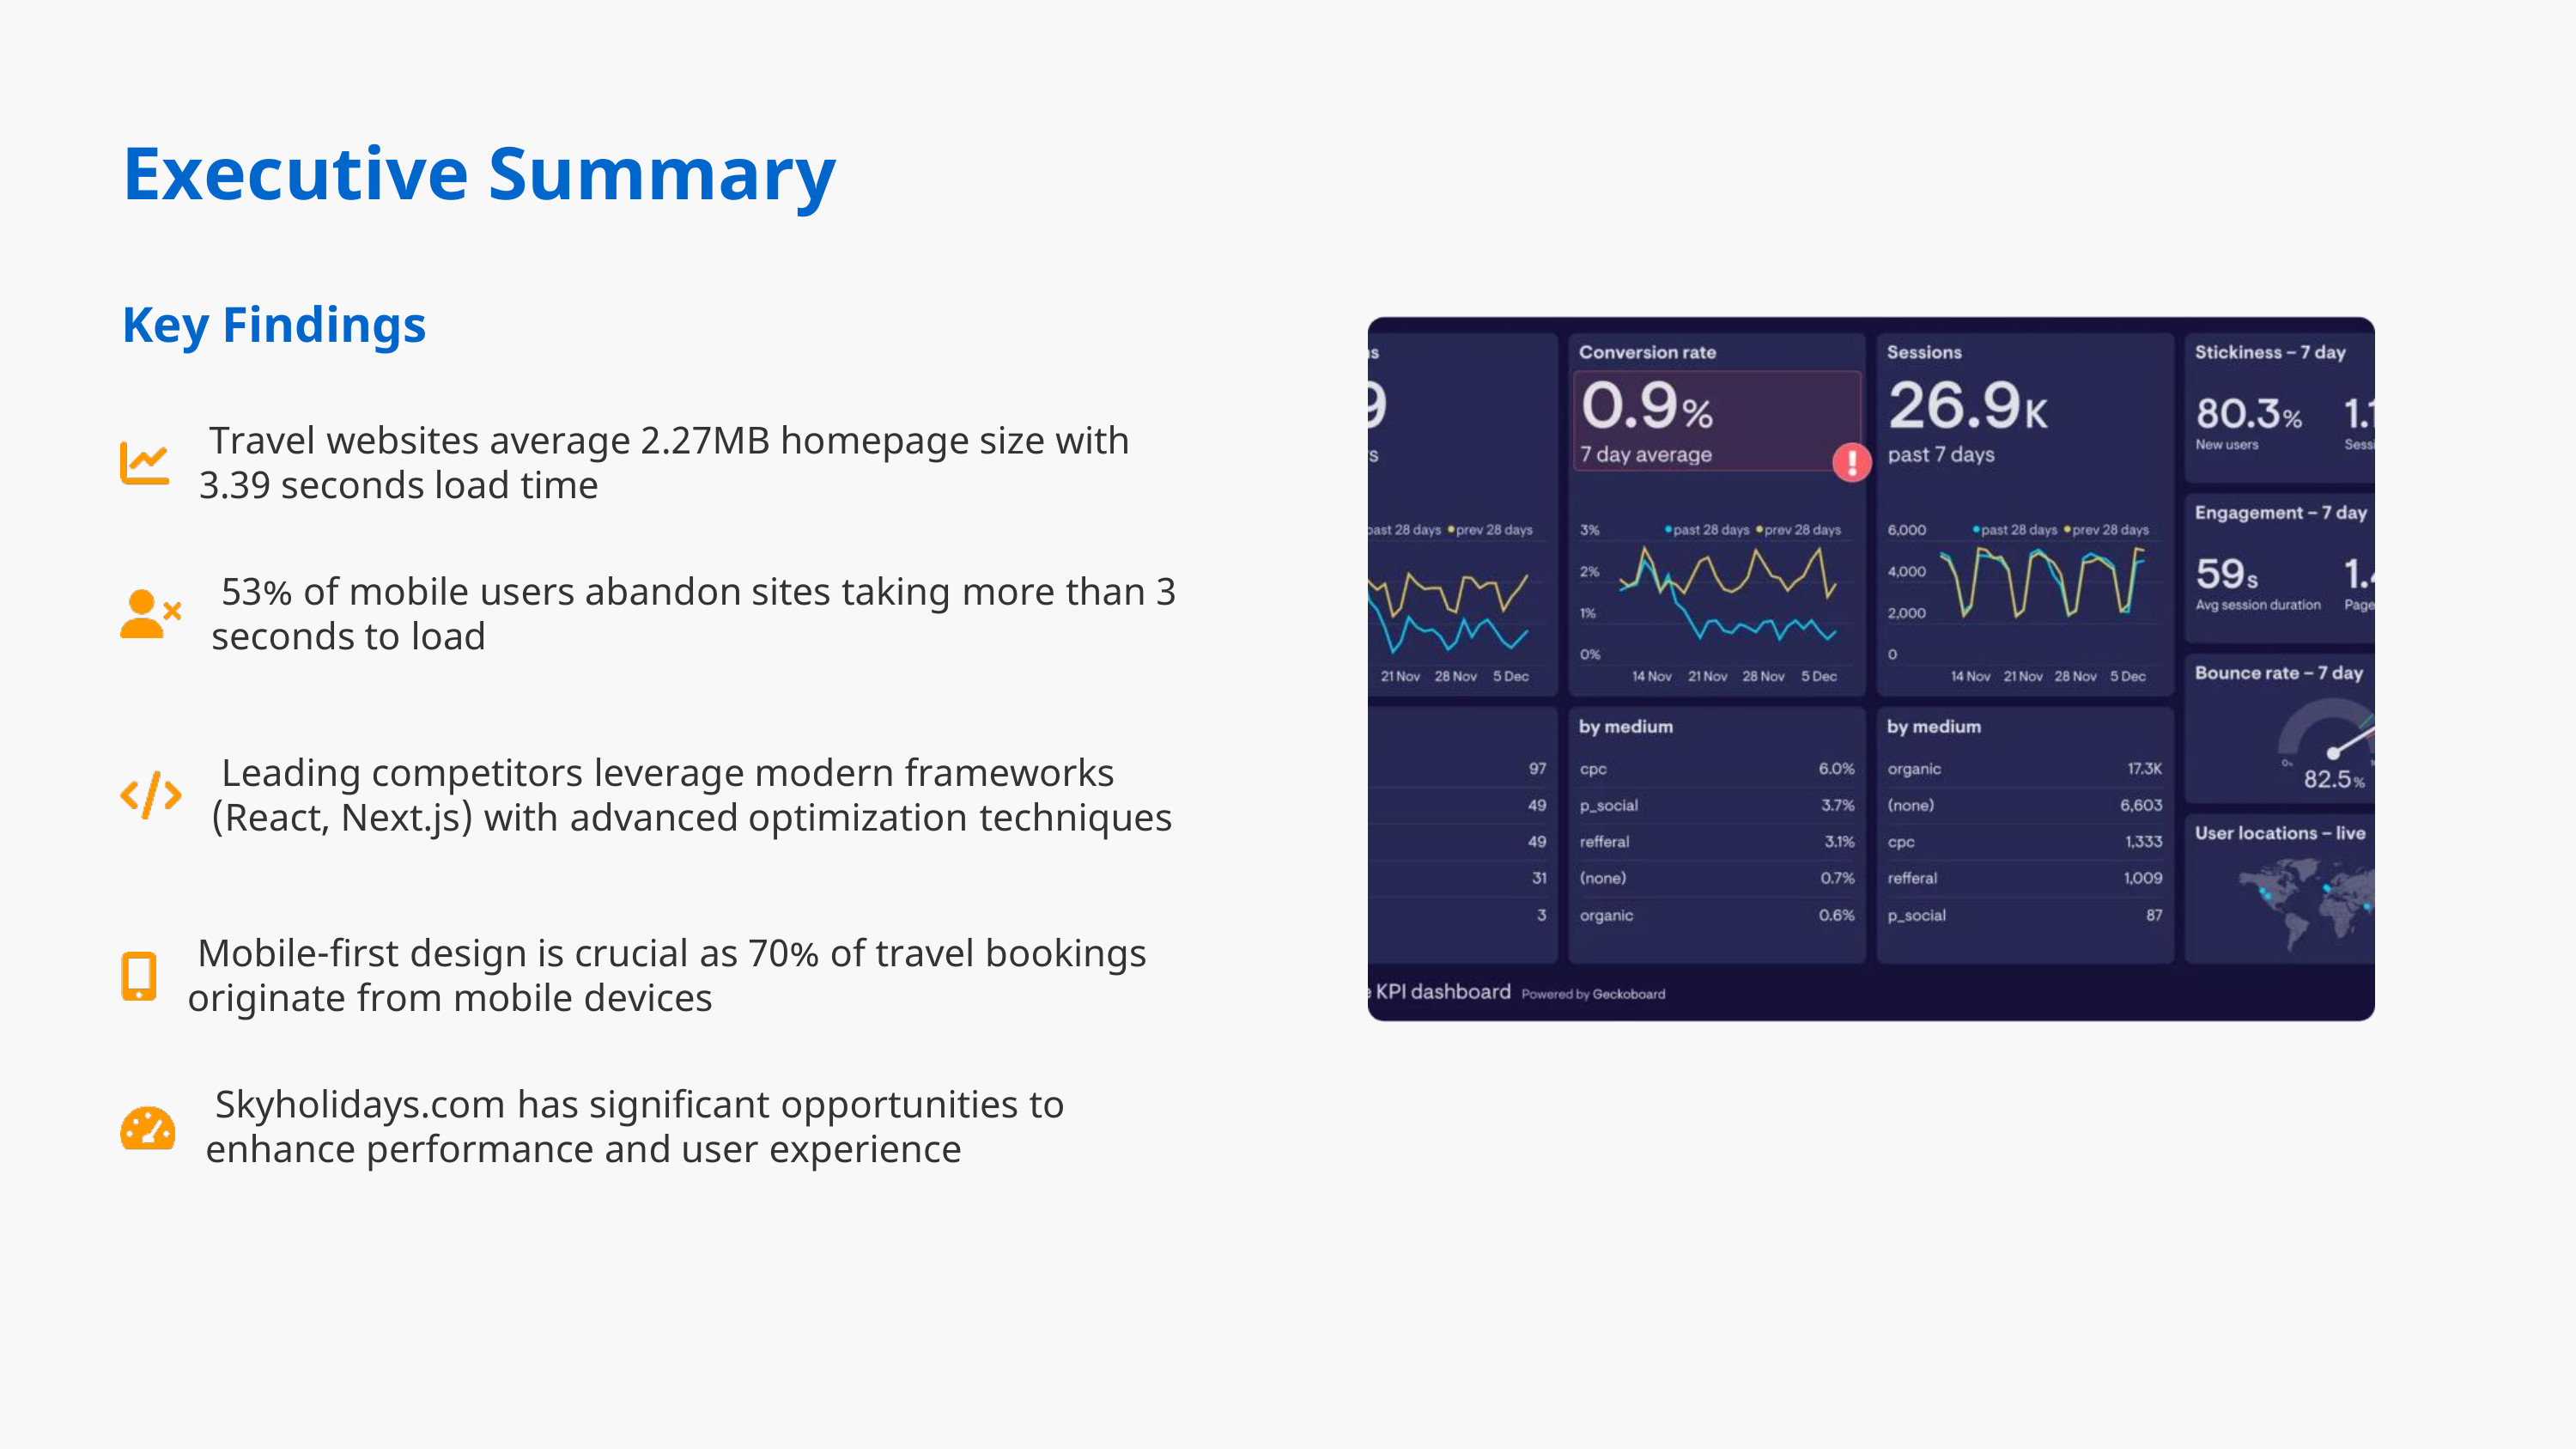 Executive Summary
Key Findings
Travel websites average 2.27MB homepage size with
3.39 seconds load time
53% of mobile users abandon sites taking more than 3
seconds to load
Leading competitors leverage modern frameworks
(React, Next.js) with advanced optimization techniques
Mobile-first design is crucial as 70% of travel bookings
originate from mobile devices
Skyholidays.com has significant opportunities to
enhance performance and user experience
past 28 days prev 28 days
21 Nov 28 Nov 5 Dec
97
49
49
31
3
Conversion rate
0.9%
7 day average
!
3% past 28 days prev 28 days
2%
1%
0%
14 Nov 21 Nov 28 Nov 5 Dec
by medium
cpc 6.0%
p_social 3.7%
refferal 3.1%
(none) 0.7%
organic 0.6%
Sessions
26.9K
past 7 days
6,000 past 28 days prev 28 days
4,000
2,000
0
14 Nov 21 Nov 28 Nov 5 Dec
by medium
organic 17.3K
(none) 6,603
cpc 1,333
refferal 1,009
p_social 87
Stickiness – 7 day
80.3%
New users
Engagement – 7 day
59s
Avg session duration Page
Bounce rate – 7 day
82.5%
User locations – live
KPI dashboard Powered by Geckoboard